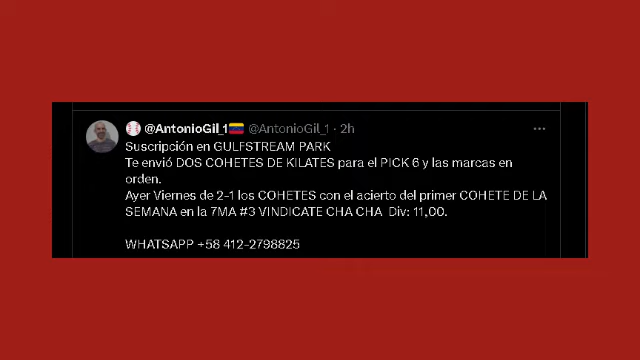 ⚾ @AntonioGil_1🇻🇪 @AntonioGil_1 · 2h
Suscripción en GULFSTREAM PARK
Te envió DOS COHETES DE KILATES para el PICK 6 y las marcas en
orden.
Ayer Viernes de 2-1 los COHETES con el acierto del primer COHETE DE LA
SEMANA en la 7MA #3 VINDICATE CHA CHA  Div: 11,00.
WHATSAPP +58 412-2798825